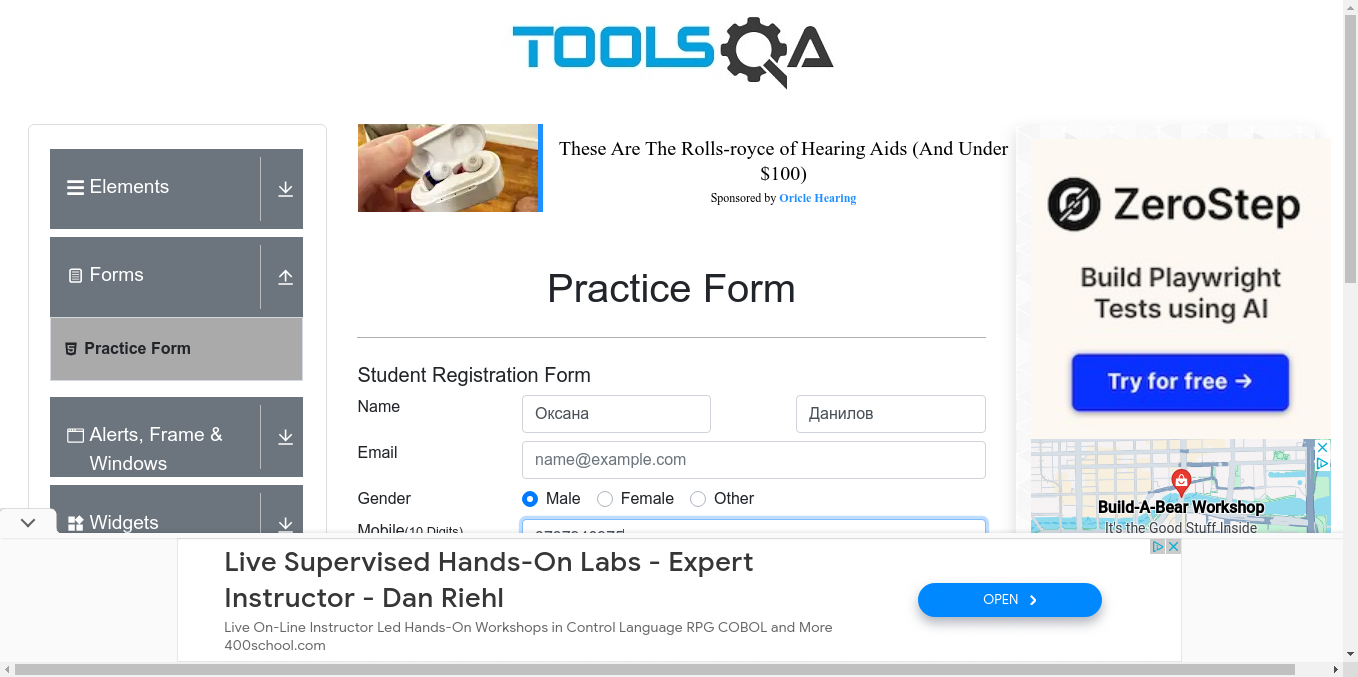 TOOLSQA
Elements
Forms
Practice Form
Alerts, Frame &
Windows
Widgets
These Are The Rolls-royce of Hearing Aids (And Under
$100)
Sponsored by Oricle Hearing
Practice Form
Student Registration Form
Name
Оксана
Данилов
Email
name@example.com
Gender
Male
Female
Other
Mobile(10 Digits)
ZeroStep
Build Playwright
Tests using AI
Try for free →
Build-A-Bear Workshop
It's the Good Stuff Inside
Live Supervised Hands-On Labs - Expert
Instructor - Dan Riehl
Live On-Line Instructor Led Hands-On Workshops in Control Language RPG COBOL and More
400school.com
OPEN